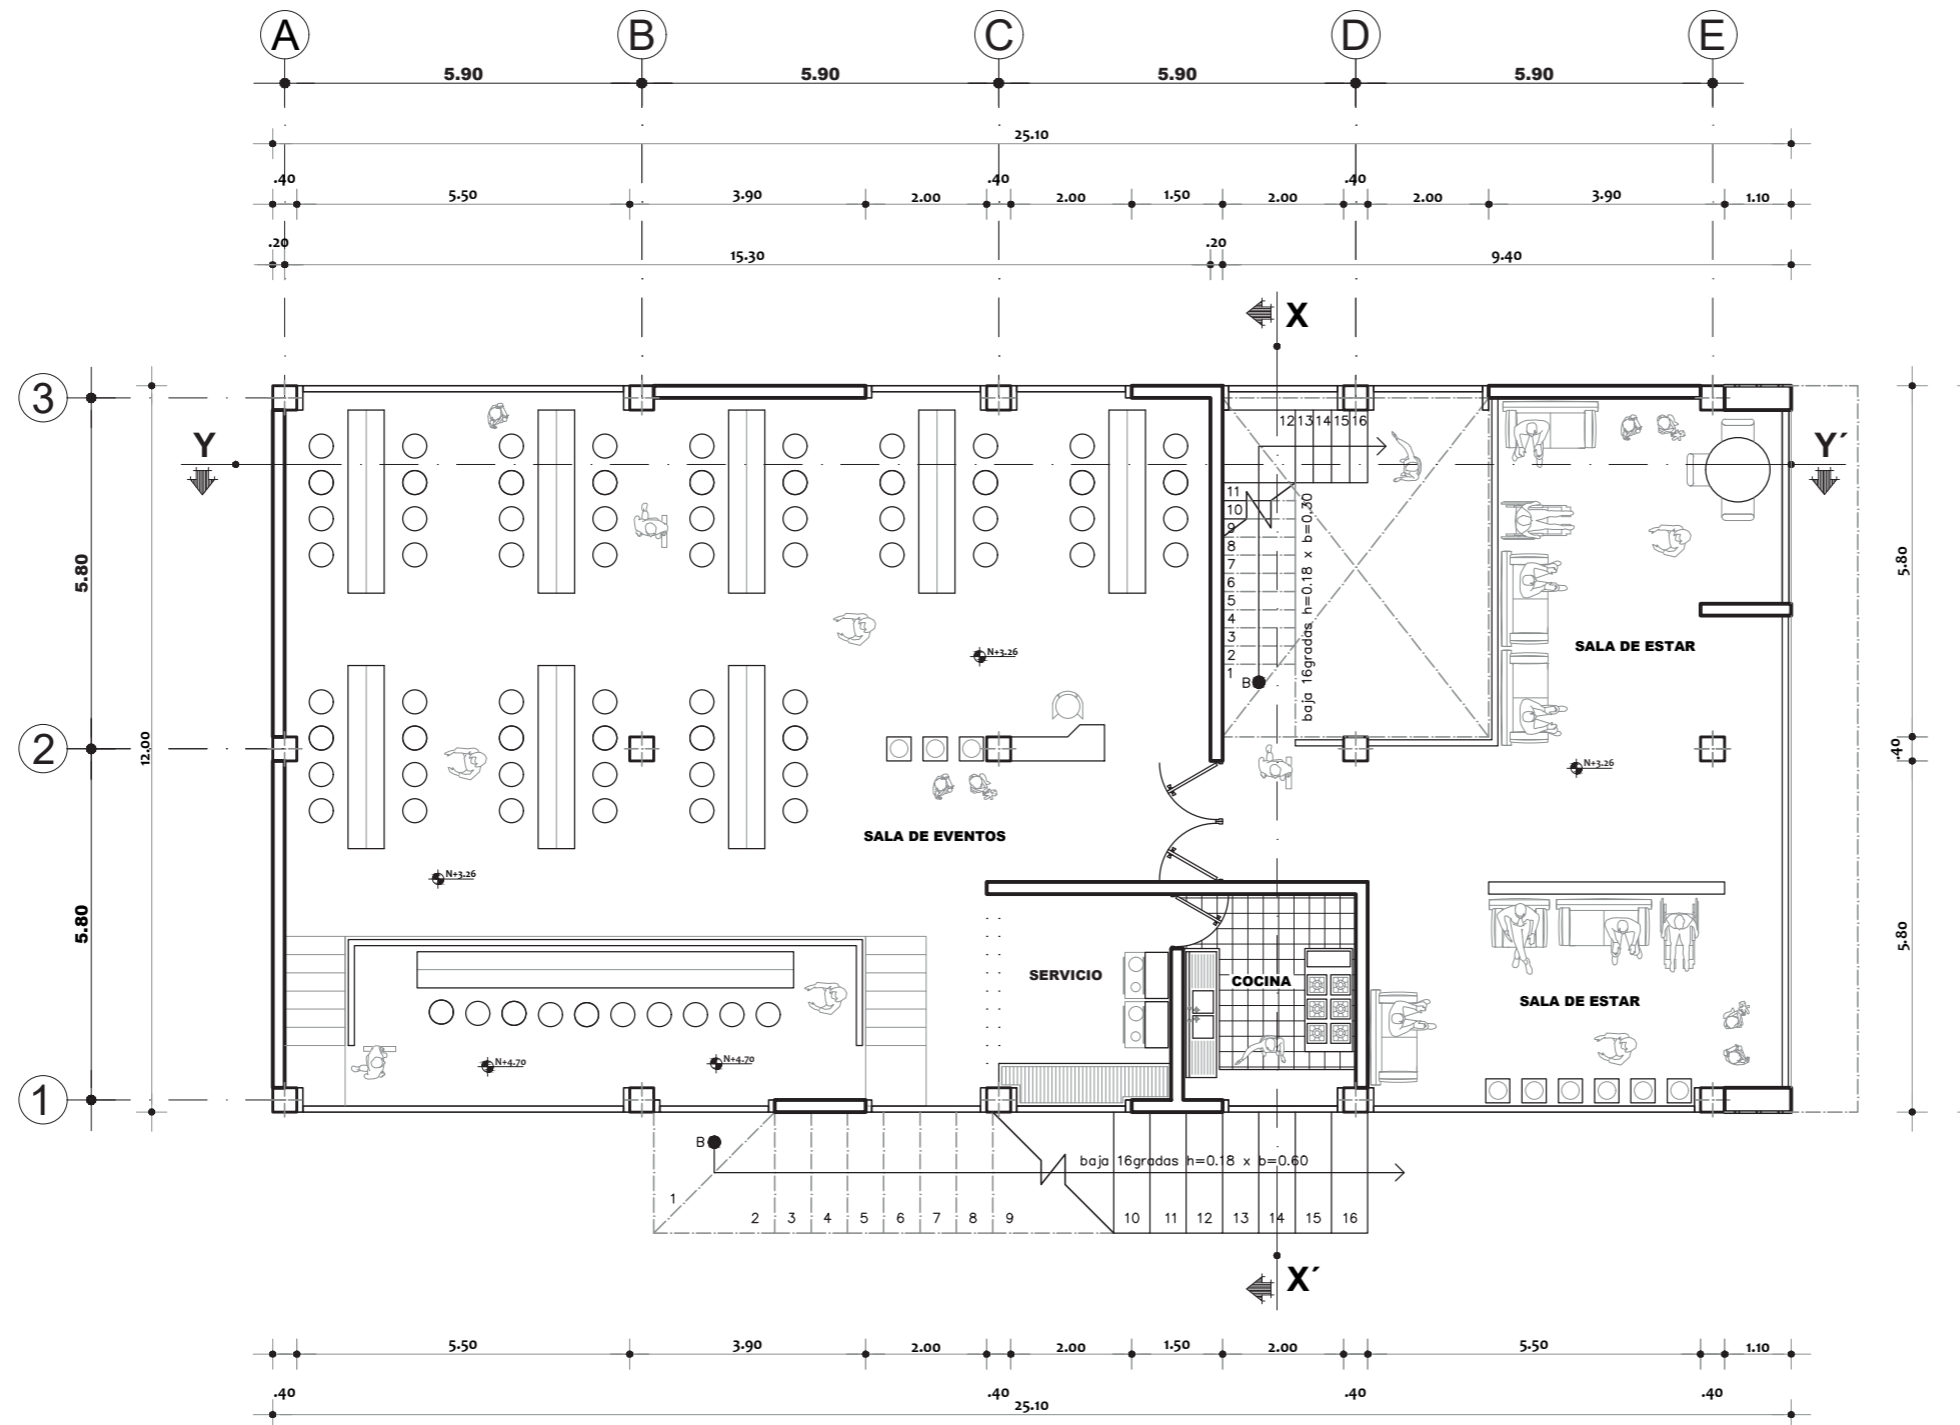 A B C D E
5.90 5.90 5.90 5.90
25.10
.40 5.50 3.90 2.00 .40 2.00 1.50 2.00 .40 2.00 3.90 1.10
.20 15.30 .20 9.40
X
3
Y
Y´
12 13 14 15 16
11
10
9
8
7
6
5
4
3
2
1
B
baja 16gradas h=0.18 x b=0,30
5.80
5.80
SALA DE ESTAR
N+3.26
2
12.00
.40
N+3.26
SALA DE EVENTOS
N+3.26
5.80
5.80
SERVICIO
COCINA
SALA DE ESTAR
N+4.70
N+4.70
1
B
baja 16gradas h=0.18 x b=0.60
1
2 3 4 5 6 7 8 9 10 11 12 13 14 15 16
X´
5.50 3.90 2.00 2.00 1.50 2.00 5.50 1.10
.40 .40 .40 .40
25.10